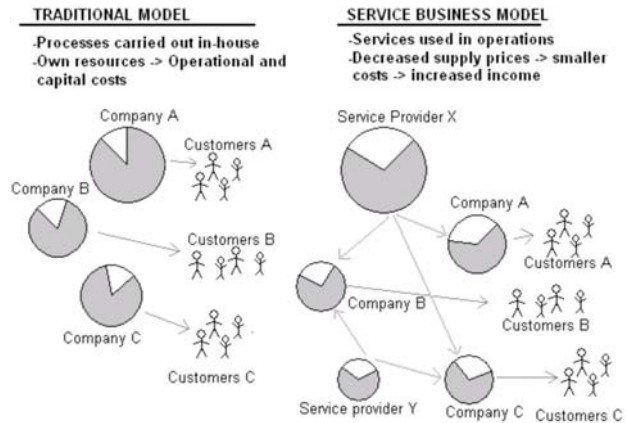 TRADITIONAL MODEL
-Processes carried out in-house
-Own resources -> Operational and
capital costs
Company A
Customers A
Company B
Customers B
Company C
Customers C
SERVICE BUSINESS MODEL
-Services used in operations
-Decreased supply prices -> smaller
costs -> increased income
Service Provider X
Company A
Customers A
Company B
Customers B
Service provider Y
Company C
Customers C